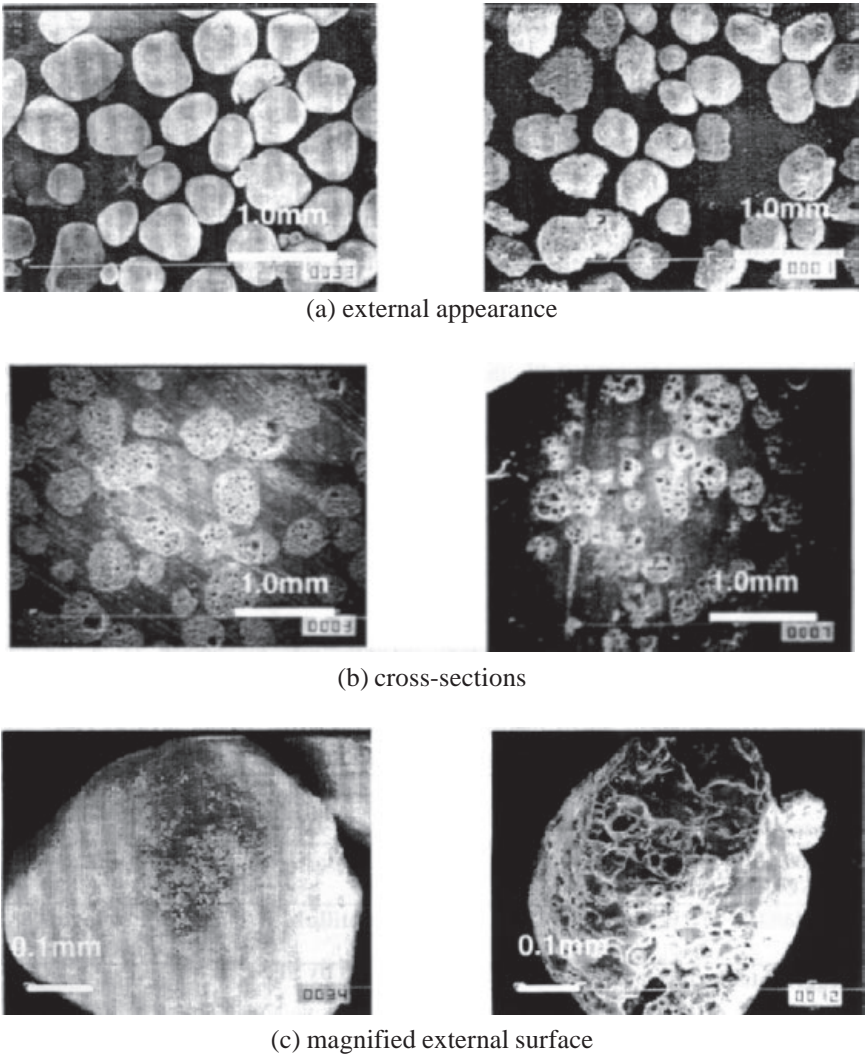 1.0mm
0033
1.0mm
0001
(a) external appearance
1.0mm
0003
1.0mm
0007
(b) cross-sections
0.1mm
0034
0.1mm
0012
(c) magnified external surface